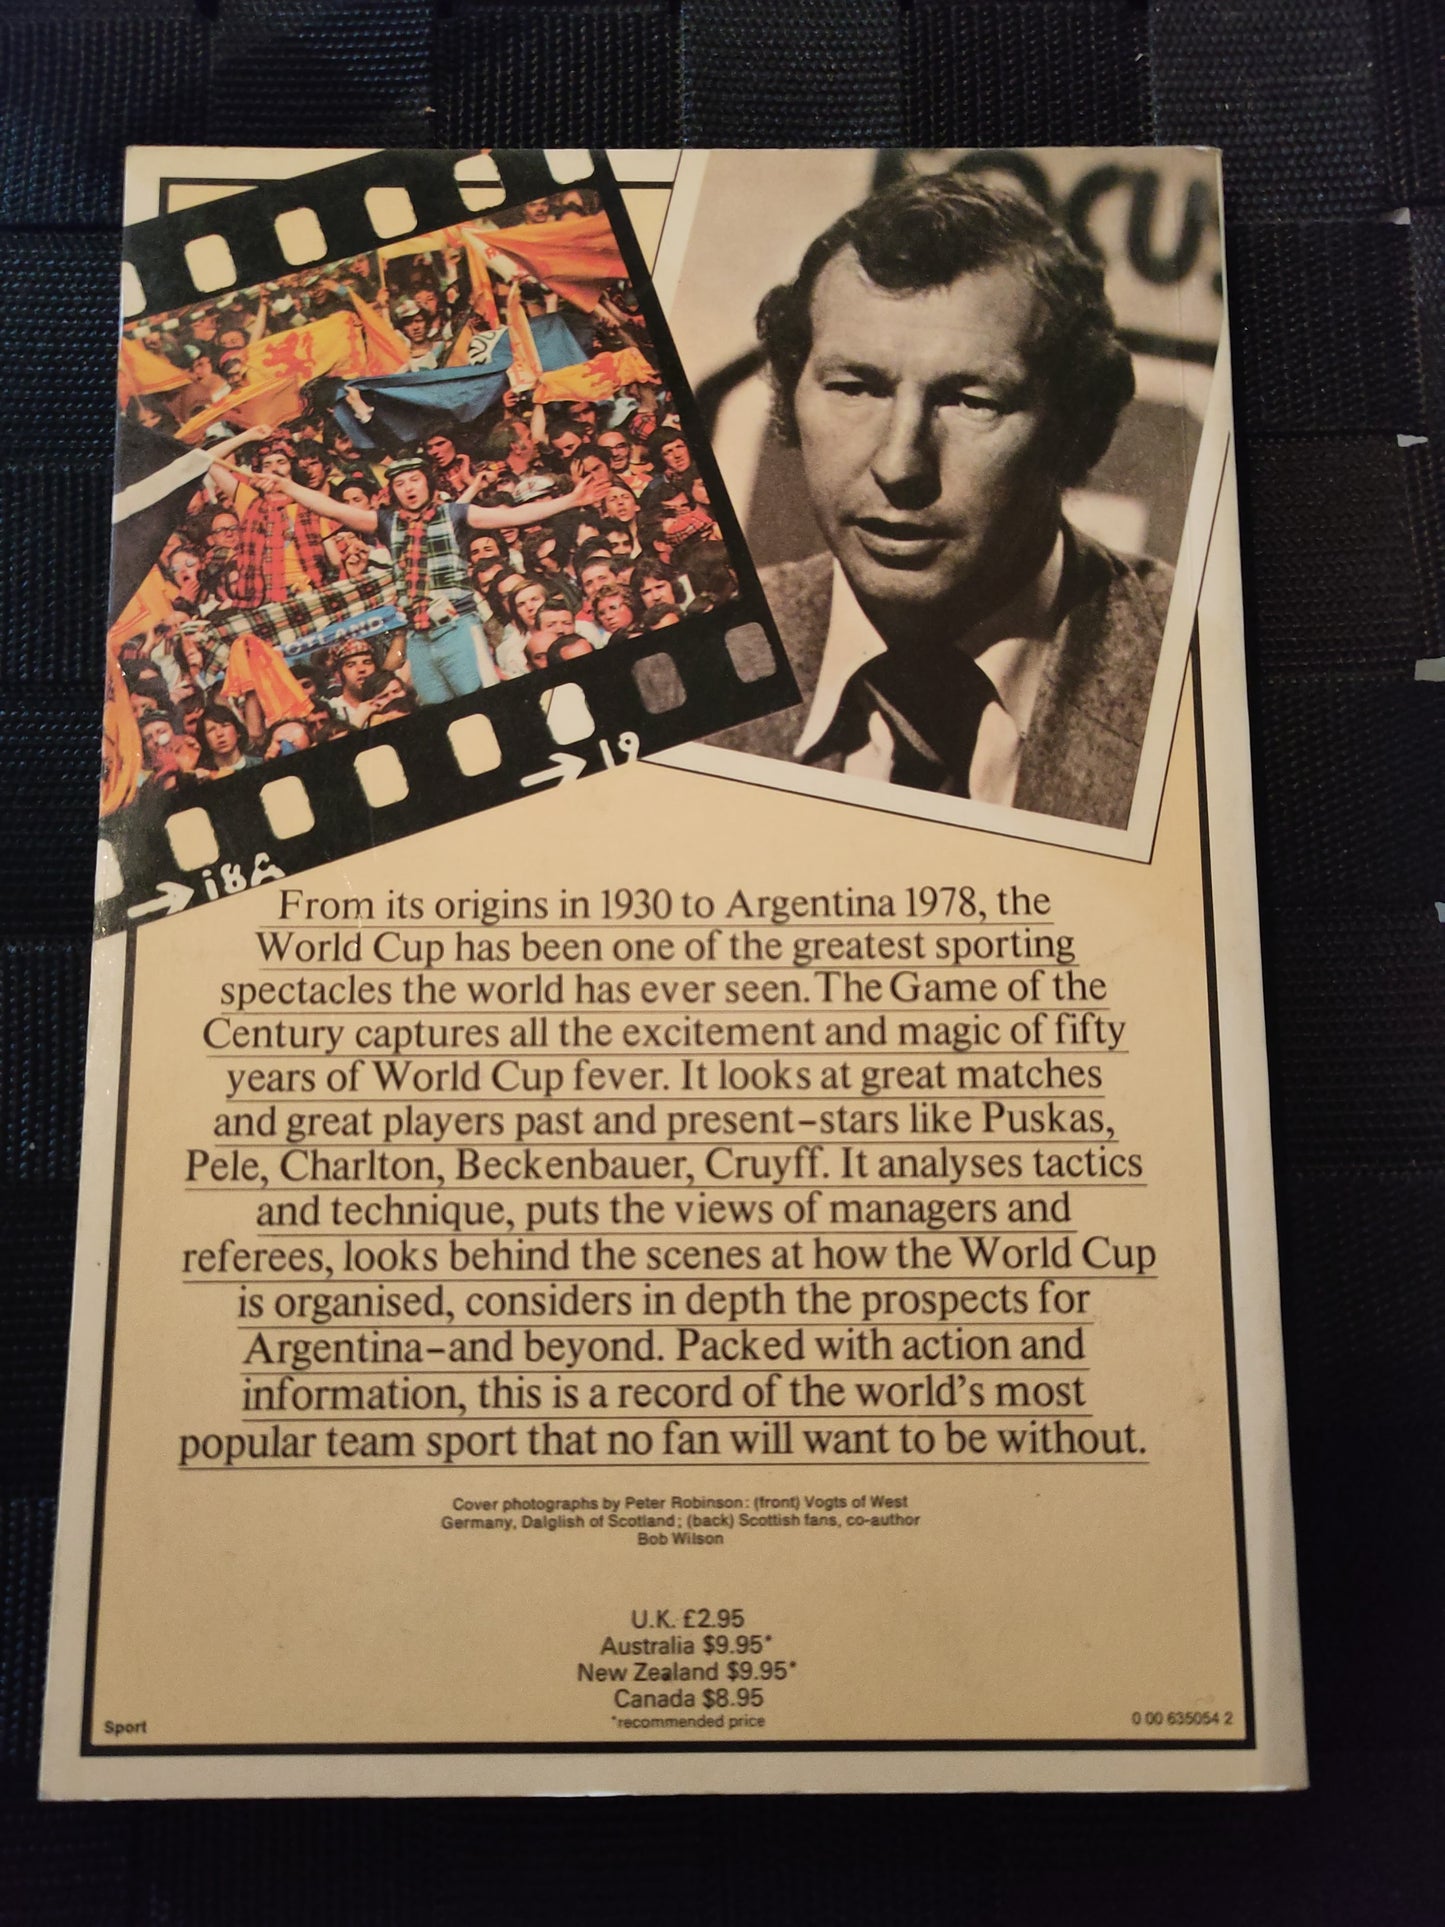 OCU
OTLAND
→19
→18A
From its origins in 1930 to Argentina 1978, the
World Cup has been one of the greatest sporting
spectacles the world has ever seen. The Game of the
Century captures all the excitement and magic of fifty
years of World Cup fever. It looks at great matches
and great players past and present–stars like Puskas,
Pele, Charlton, Beckenbauer, Cruyff. It analyses tactics
and technique, puts the views of managers and
referees, looks behind the scenes at how the World Cup
is organised, considers in depth the prospects for
Argentina–and beyond. Packed with action and
information, this is a record of the world's most
popular team sport that no fan will want to be without.
Cover photographs by Peter Robinson: (front) Vogts of West
Germany, Dalglish of Scotland; (back) Scottish fans, co-author
Bob Wilson
U.K. £2.95
Australia $9.95*
New Zealand $9.95*
Canada $8.95
*recommended price
Sport
0 00 635054 2